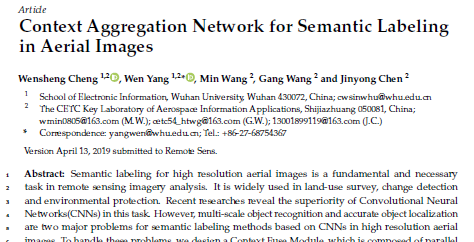 Article
Context Aggregation Network for Semantic Labeling
in Aerial Images
Wensheng Cheng 1,2, Wen Yang 1,2*, Min Wang 2, Gang Wang 2 and Jinyong Chen 2
1 School of Electronic Information, Wuhan University, Wuhan 430072, China; cwsinwhu@whu.edu.cn
2 The CETC Key Laboratory of Aerospace Information Applications, Shijiazhuang 050081, China;
wmin0805@163.com (M.W.); cetc54_htwg@163.com (G.W.); 13001899119@163.com (J.C.)
* Correspondence: yangwen@whu.edu.cn; Tel.: +86-27-68754367
Version April 13, 2019 submitted to Remote Sens.
1 Abstract: Semantic labeling for high resolution aerial images is a fundamental and necessary
2 task in remote sensing imagery analysis. It is widely used in land-use survey, change detection
3 and environmental protection. Recent researches reveal the superiority of Convolutional Neural
4 Networks(CNNs) in this task. However, multi-scale object recognition and accurate object localization
5 are two major problems for semantic labeling methods based on CNNs in high resolution aerial
images. To handle these problems, we design a Context Fuse Module, which is composed of parallel